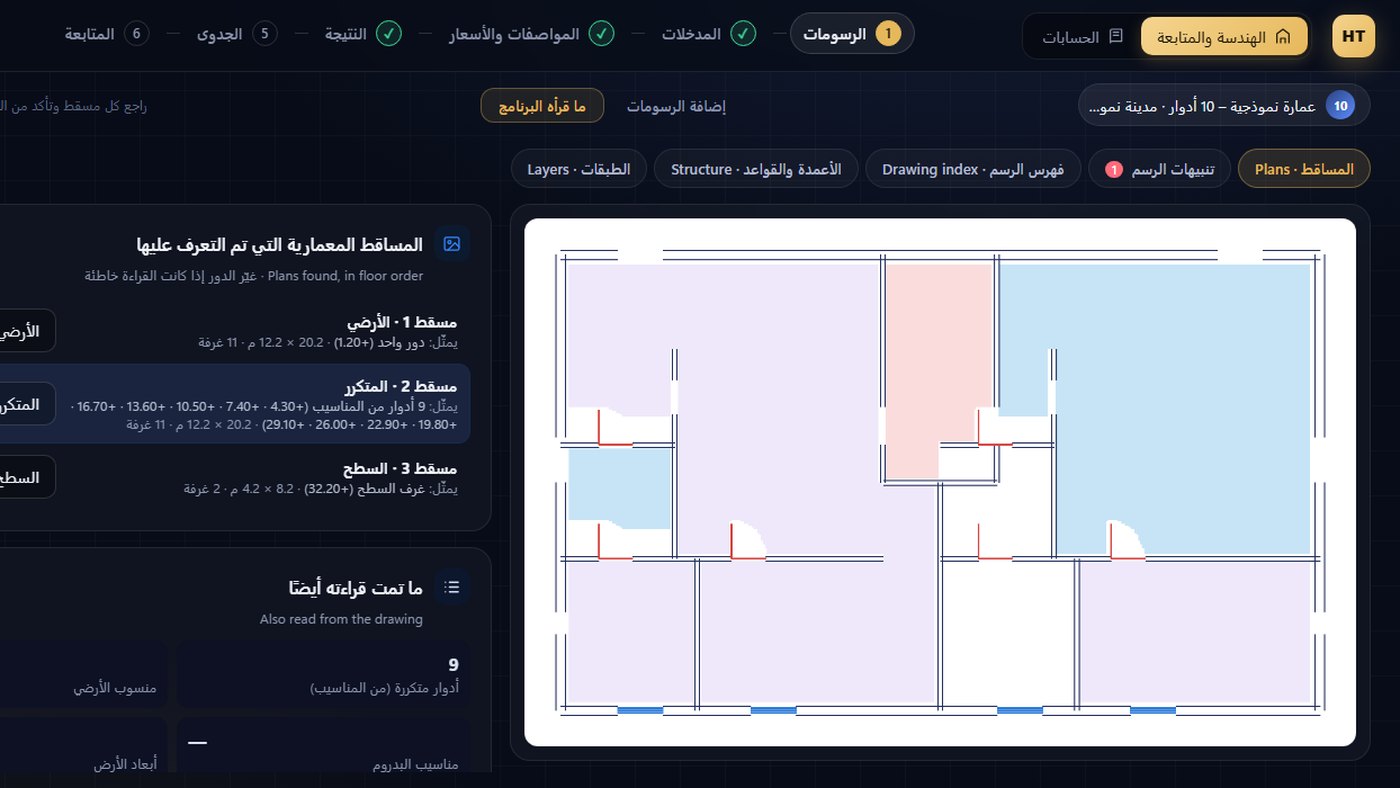 HT
الهندسة والمتابعة
الحسابات
1 الرسومات
المدخلات
المواصفات والأسعار
النتيجة
5 الجدوى
6 المتابعة
10 عمارة نموذجية – 10 أدوار · مدينة نمو...
إضافة الرسومات
ما قرأه البرنامج
راجع كل مسقط وتأكد من
المساقط · Plans
تنبيهات الرسم 1
فهرس الرسم · Drawing index
الأعمدة والقواعد · Structure
الطبقات · Layers
المساقط المعمارية التي تم التعرف عليها
Plans found, in floor order · غيّر الدور إذا كانت القراءة خاطئة
مسقط 1 · الأرضي
يمثّل: دور واحد (+1.20) · 20.2 × 12.2 م · 11 غرفة
الأرضي
مسقط 2 · المتكرر
يمثّل: 9 أدوار من المناسيب (+4.30 · +7.40 · +10.50 · +13.60 · +16.70 ·
+19.80 · +22.90 · +26.00 · +29.10) · 20.2 × 12.2 م · 11 غرفة
المتكرر
مسقط 3 · السطح
يمثّل: غرف السطح (+32.20) · 8.2 × 4.2 م · 2 غرفة
السطح
ما تمت قراءته أيضًا
Also read from the drawing
9
أدوار متكررة (من المناسيب)
منسوب الأرضي
—
مناسيب البدروم
أبعاد الأرض